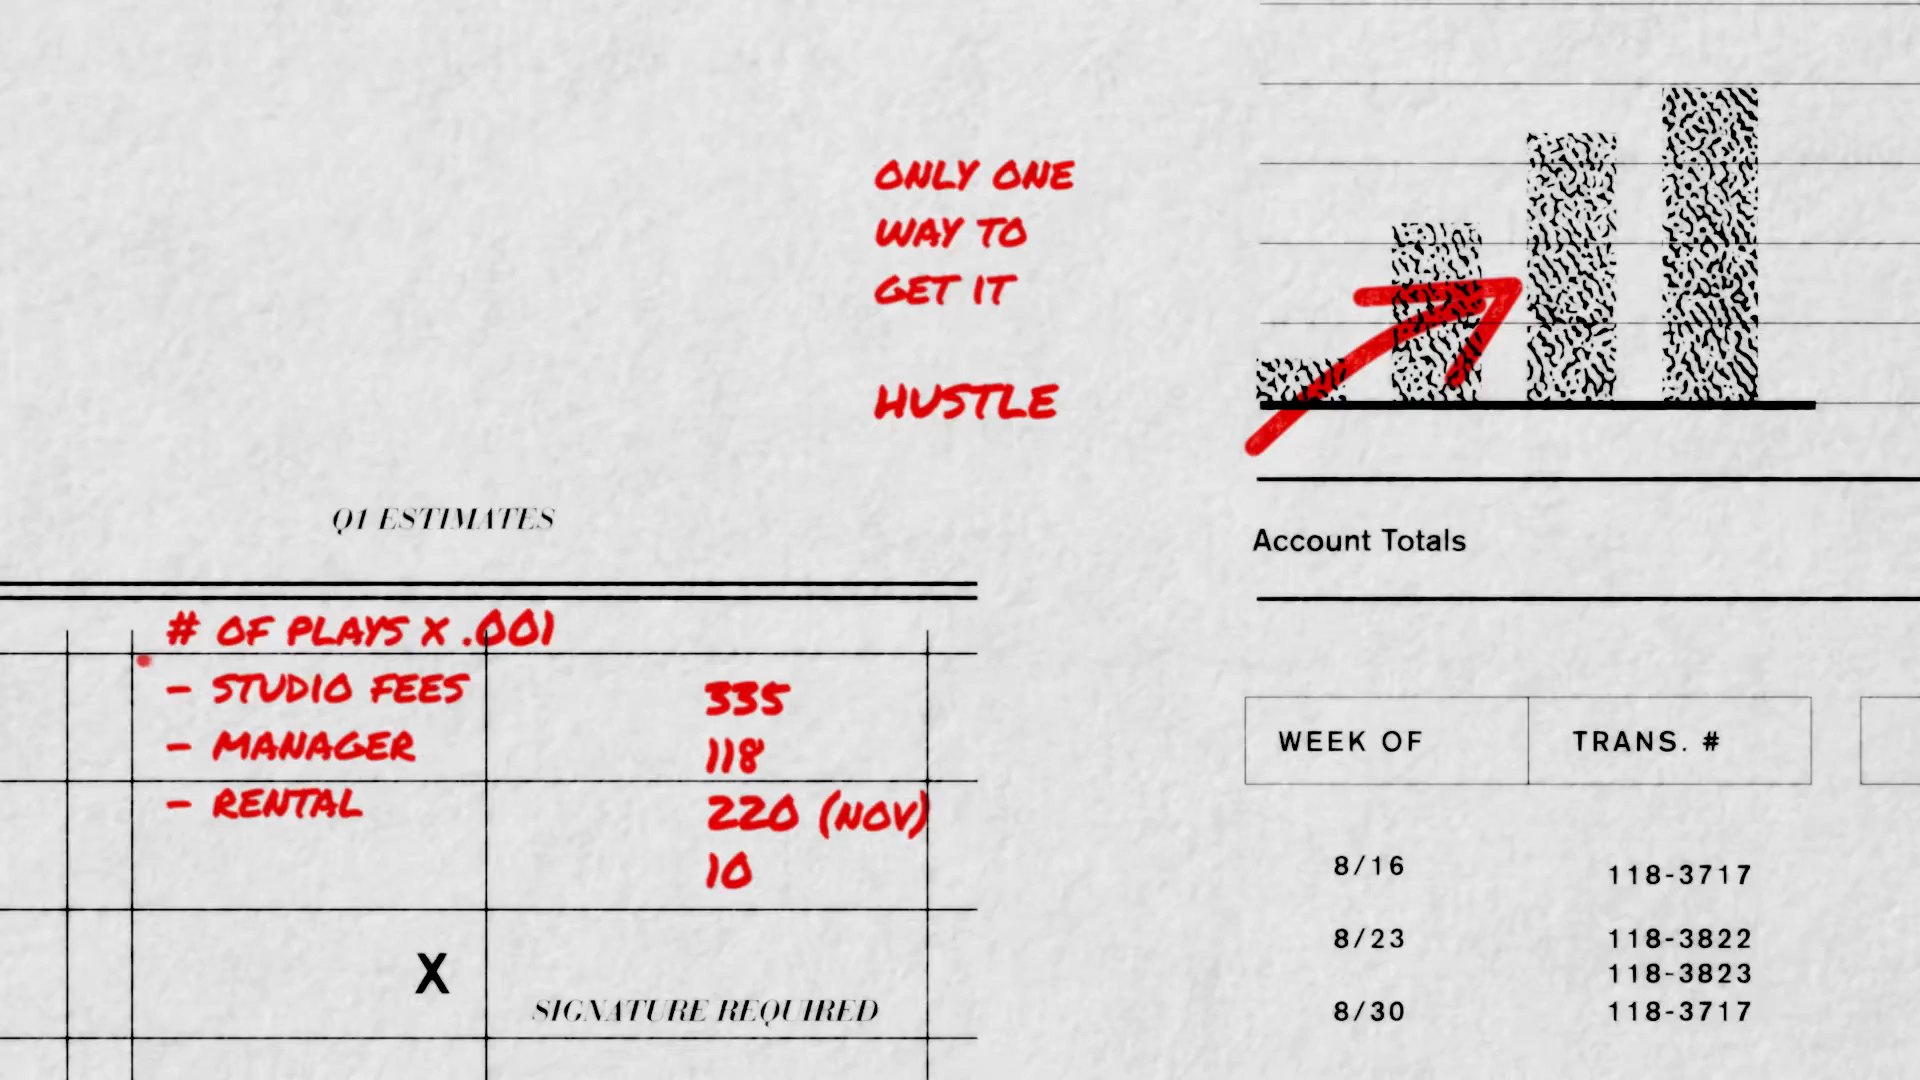 ONLY ONE
WAY TO
GET IT
HUSTLE
Q1 ESTIMATES
# OF PLAYS X .001
- STUDIO FEES 335
- MANAGER 118
- RENTAL 220 (NOV)
10
X
SIGNATURE REQUIRED
Account Totals
WEEK OF TRANS. #
8/16 118-3717
8/23 118-3822
118-3823
8/30 118-3717